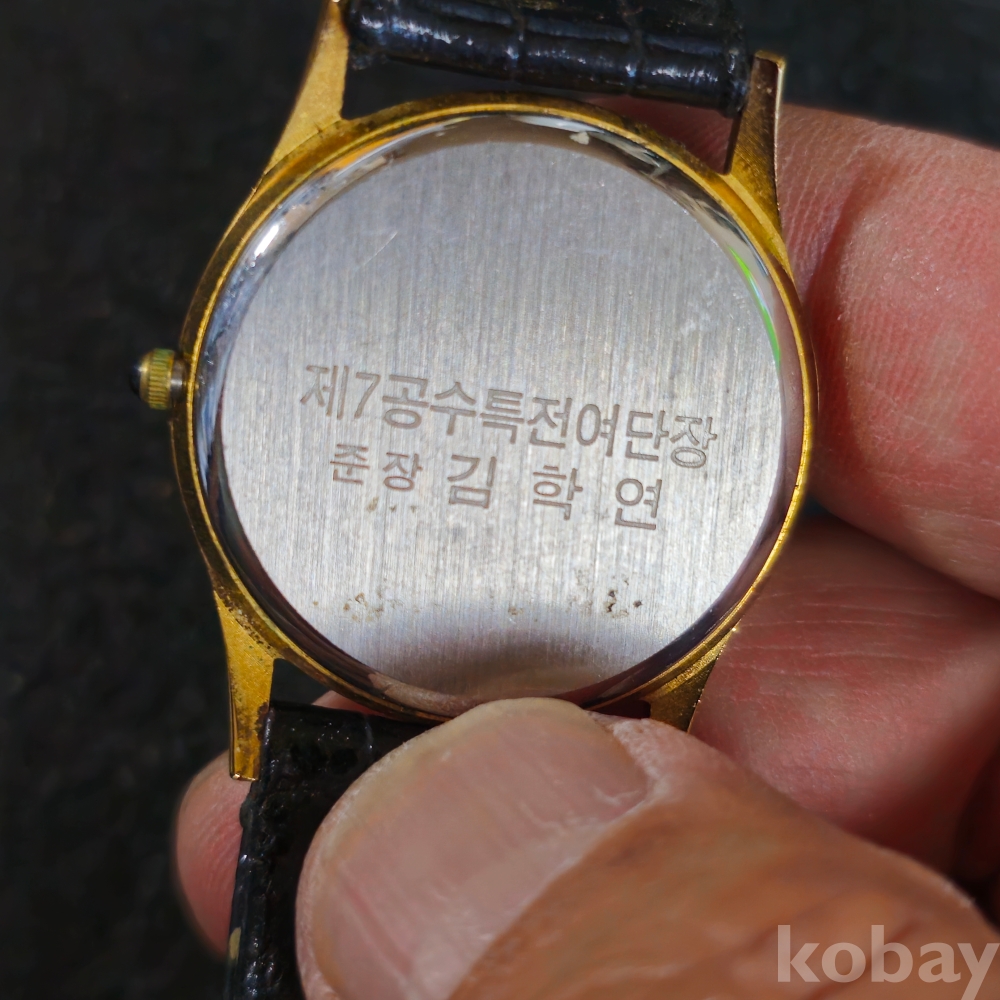 제7공수특전여단장
준장 김 학 연
kobay